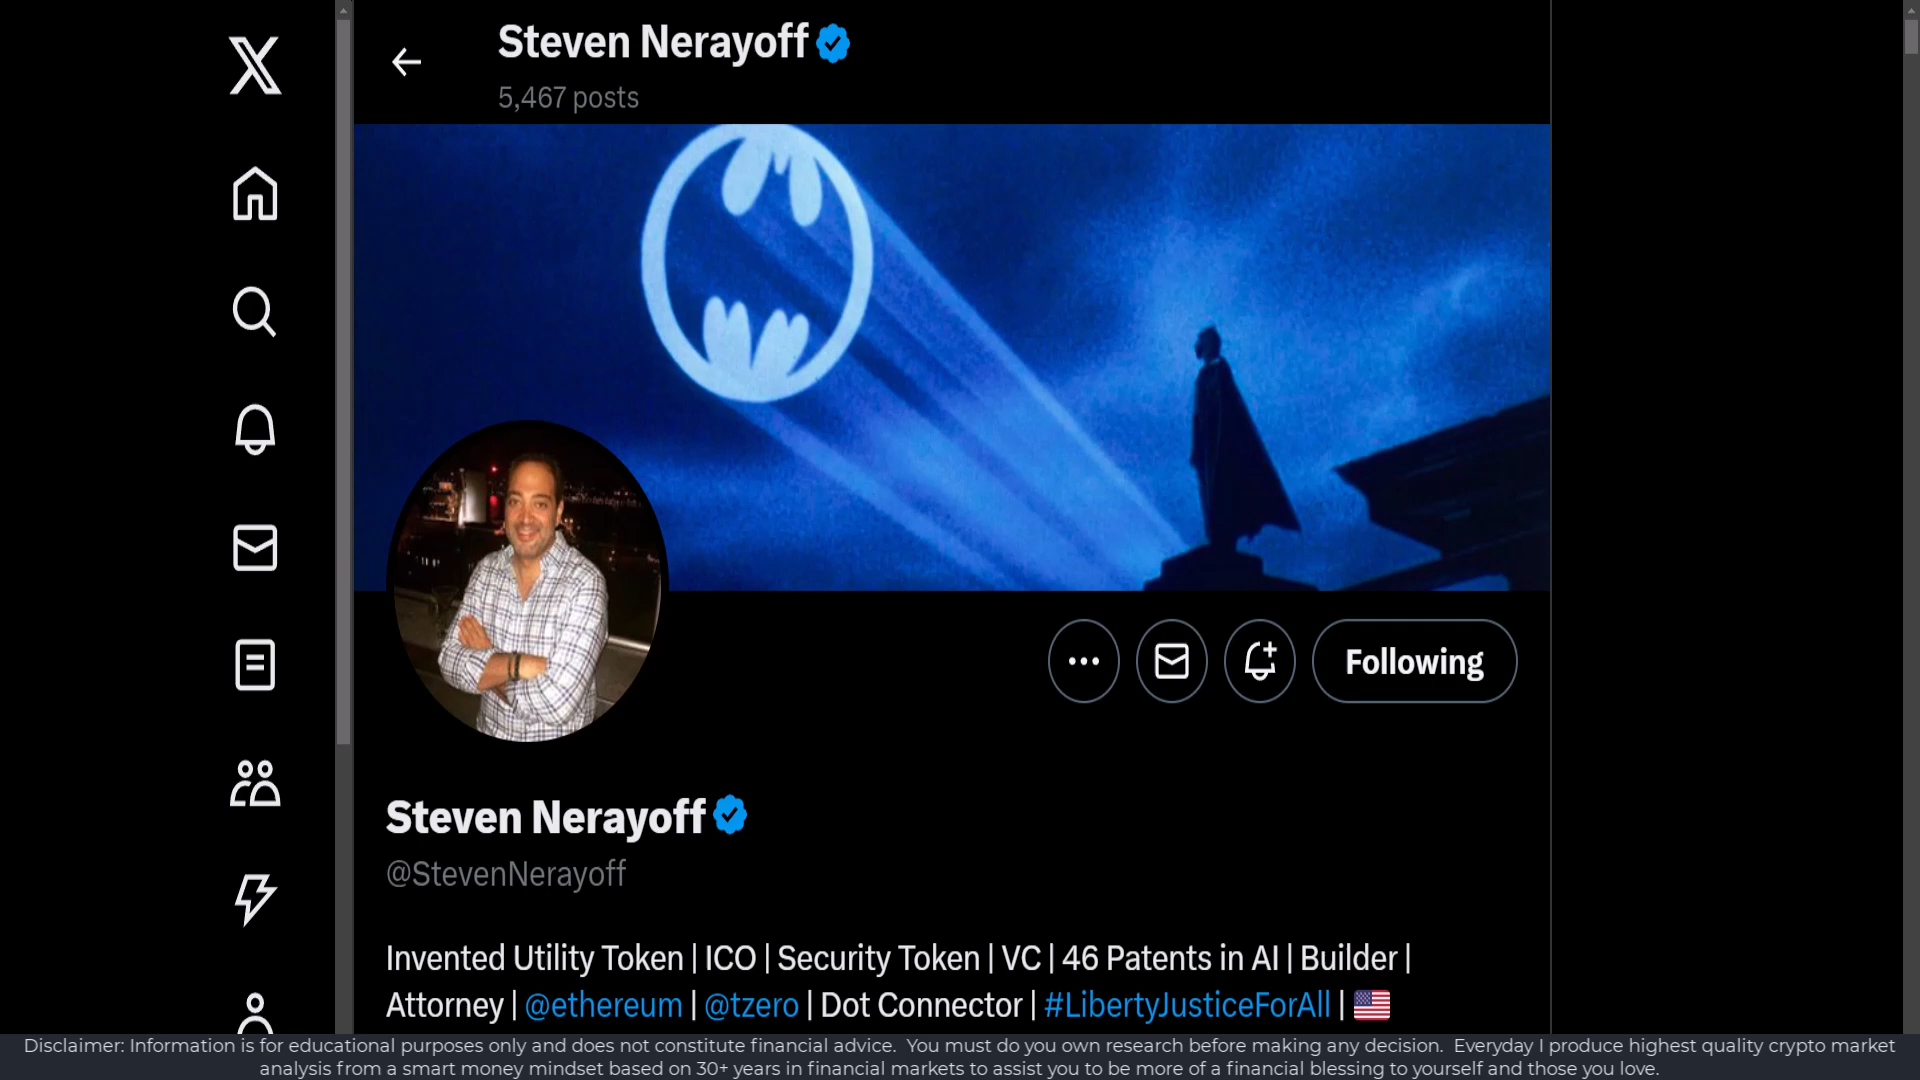 Steven Nerayoff
5,467 posts
Following
Steven Nerayoff
@StevenNerayoff
Invented Utility Token | ICO | Security Token | VC | 46 Patents in AI | Builder |
Attorney | @ethereum | @tzero | Dot Connector | #LibertyJusticeForAll | 🇺🇸
Disclaimer: Information is for educational purposes only and does not constitute financial advice. You must do you own research before making any decision. Everyday I produce highest quality crypto market
analysis from a smart money mindset based on 30+ years in financial markets to assist you to be more of a financial blessing to yourself and those you love.